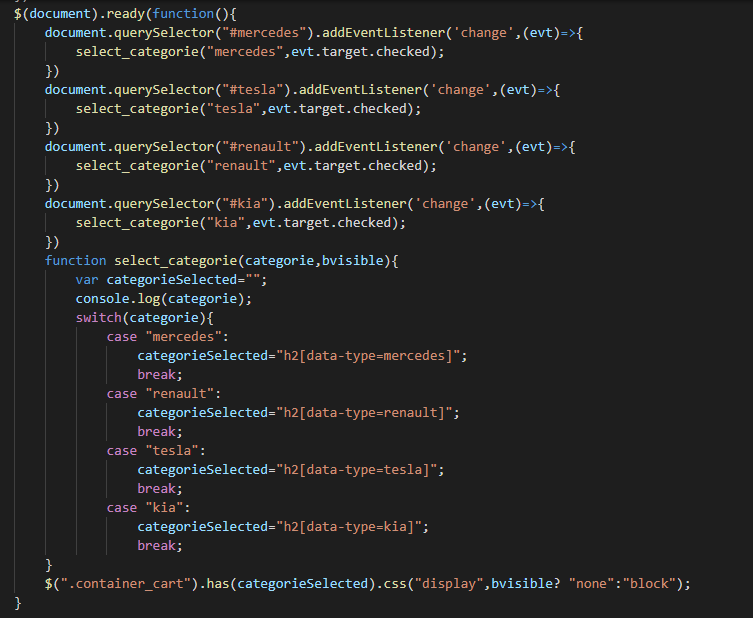 $(document).ready(function(){
    document.querySelector("#mercedes").addEventListener('change',(evt)=>{
        select_categorie("mercedes",evt.target.checked);
    })
    document.querySelector("#tesla").addEventListener('change',(evt)=>{
        select_categorie("tesla",evt.target.checked);
    })
    document.querySelector("#renault").addEventListener('change',(evt)=>{
        select_categorie("renault",evt.target.checked);
    })
    document.querySelector("#kia").addEventListener('change',(evt)=>{
        select_categorie("kia",evt.target.checked);
    })
    function select_categorie(categorie,bvisible){
        var categorieSelected="";
        console.log(categorie);
        switch(categorie){
            case "mercedes":
                categorieSelected="h2[data-type=mercedes]";
                break;
            case "renault":
                categorieSelected="h2[data-type=renault]";
                break;
            case "tesla":
                categorieSelected="h2[data-type=tesla]";
                break;
            case "kia":
                categorieSelected="h2[data-type=kia]";
                break;
    }
    $(".container_cart").has(categorieSelected).css("display",bvisible? "none":"block");
}